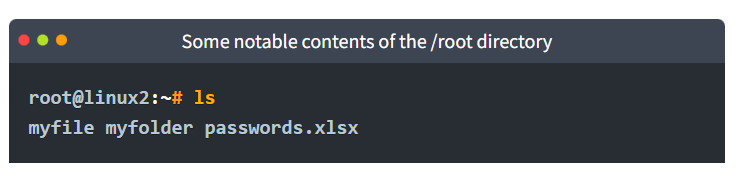 Some notable contents of the /root directory
root@linux2:~# ls
myfile myfolder passwords.xlsx